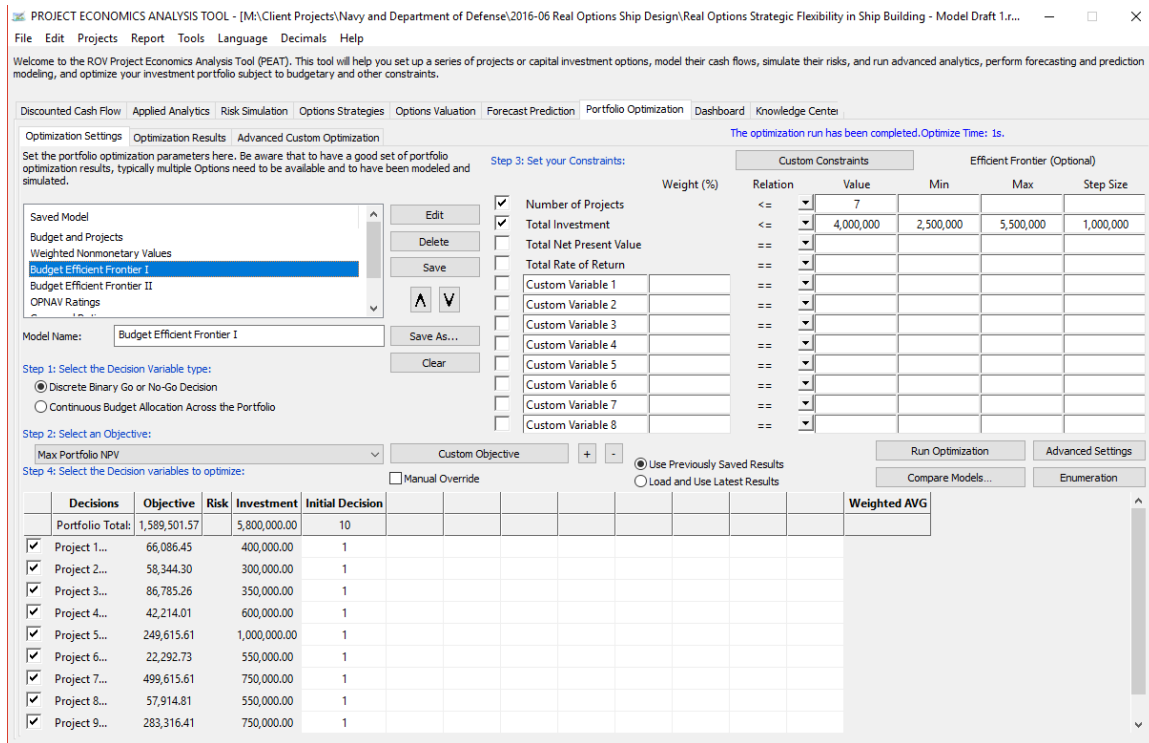 PROJECT ECONOMICS ANALYSIS TOOL - [M:\Client Projects\Navy and Department of Defense\2016-06 Real Options Ship Design\Real Options Strategic Flexibility in Ship Building - Model Draft 1.r...
File Edit Projects Report Tools Language Decimals Help
Welcome to the ROV Project Economics Analysis Tool (PEAT). This tool will help you set up a series of projects or capital investment options, model their cash flows, simulate their risks, and run advanced analytics, perform forecasting and prediction
modeling, and optimize your investment portfolio subject to budgetary and other constraints.
Discounted Cash Flow Applied Analytics Risk Simulation Options Strategies Options Valuation Forecast Prediction Portfolio Optimization Dashboard Knowledge Center
Optimization Settings Optimization Results Advanced Custom Optimization
The optimization run has been completed.Optimize Time: 1s.
Set the portfolio optimization parameters here. Be aware that to have a good set of portfolio
optimization results, typically multiple Options need to be available and to have been modeled and
simulated.
Saved Model
Budget and Projects
Weighted Nonmonetary Values
Budget Efficient Frontier I
Budget Efficient Frontier II
OPNAV Ratings
Edit
Delete
Save
∧ V
Model Name: Budget Efficient Frontier I
Save As...
Clear
Step 1: Select the Decision Variable type:
Discrete Binary Go or No-Go Decision
Continuous Budget Allocation Across the Portfolio
Step 2: Select an Objective:
Max Portfolio NPV
Custom Objective + -
Step 3: Set your Constraints:
Custom Constraints
Efficient Frontier (Optional)
Weight (%) Relation Value Min Max Step Size
Number of Projects <= 7
Total Investment <= 4,000,000 2,500,000 5,500,000 1,000,000
Total Net Present Value ==
Total Rate of Return ==
Custom Variable 1 ==
Custom Variable 2 ==
Custom Variable 3 ==
Custom Variable 4 ==
Custom Variable 5 ==
Custom Variable 6 ==
Custom Variable 7 ==
Custom Variable 8 ==
Step 4: Select the Decision variables to optimize:
Manual Override
Use Previously Saved Results
Load and Use Latest Results
Run Optimization Advanced Settings
Compare Models... Enumeration
Decisions Objective Risk Investment Initial Decision Weighted AVG
Portfolio Total: 1,589,501.57 5,800,000.00 10
Project 1... 66,086.45 400,000.00 1
Project 2... 58,344.30 300,000.00 1
Project 3... 86,785.26 350,000.00 1
Project 4... 42,214.01 600,000.00 1
Project 5... 249,615.61 1,000,000.00 1
Project 6... 22,292.73 550,000.00 1
Project 7... 499,615.61 750,000.00 1
Project 8... 57,914.81 550,000.00 1
Project 9... 283,316.41 750,000.00 1